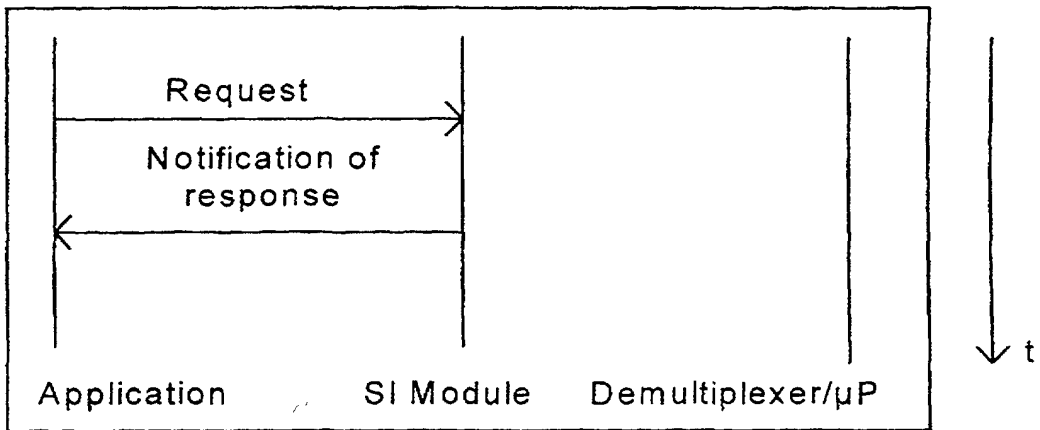 Request
Notification of
response
t
Application SI Module Demultiplexer/µP